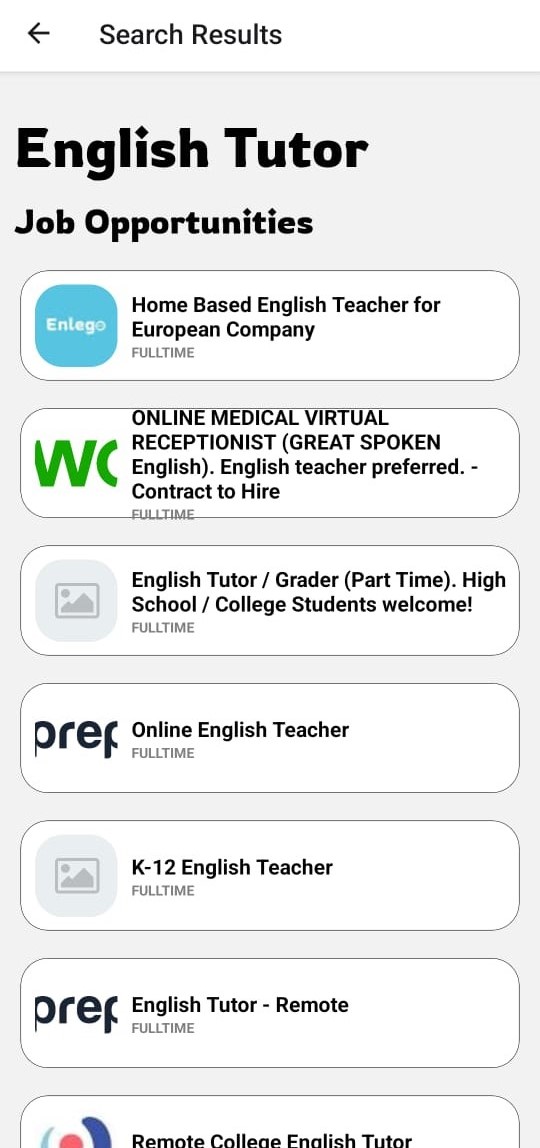 Search Results
English Tutor
Job Opportunities
Enlego
Home Based English Teacher for
European Company
FULLTIME
WC
ONLINE MEDICAL VIRTUAL
RECEPTIONIST (GREAT SPOKEN
English). English teacher preferred. -
Contract to Hire
FULLTIME
English Tutor / Grader (Part Time). High
School / College Students welcome!
FULLTIME
prep
Online English Teacher
FULLTIME
K-12 English Teacher
FULLTIME
prep
English Tutor - Remote
FULLTIME
Remote College English Tutor